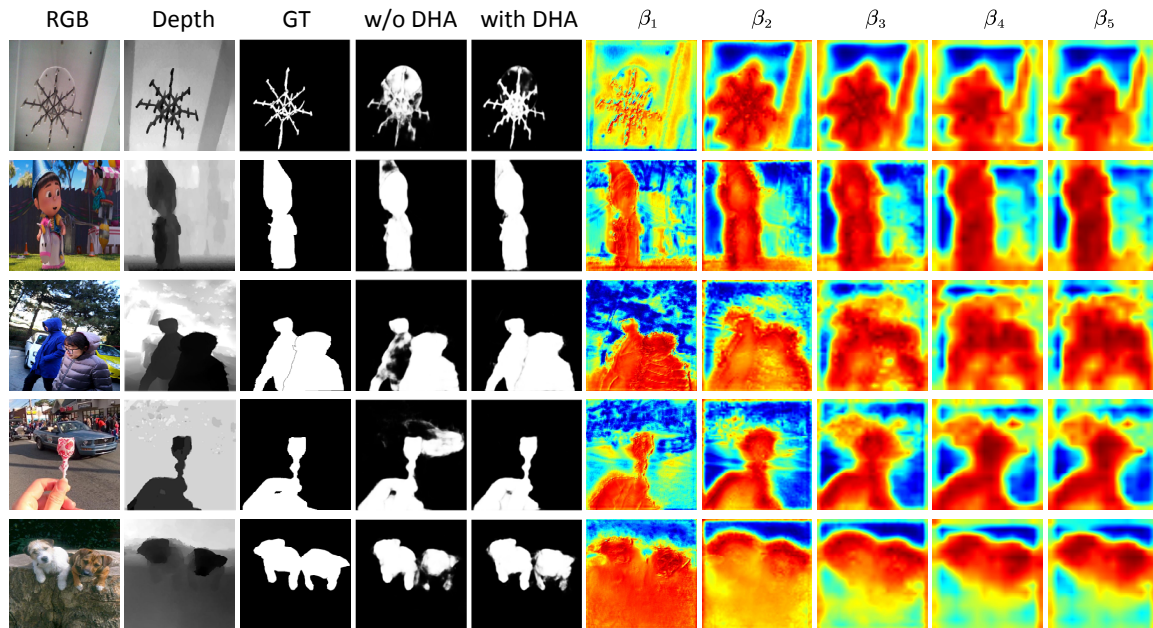 RGB Depth GT w/o DHA with DHA β₁ β₂ β₃ β₄ β₅